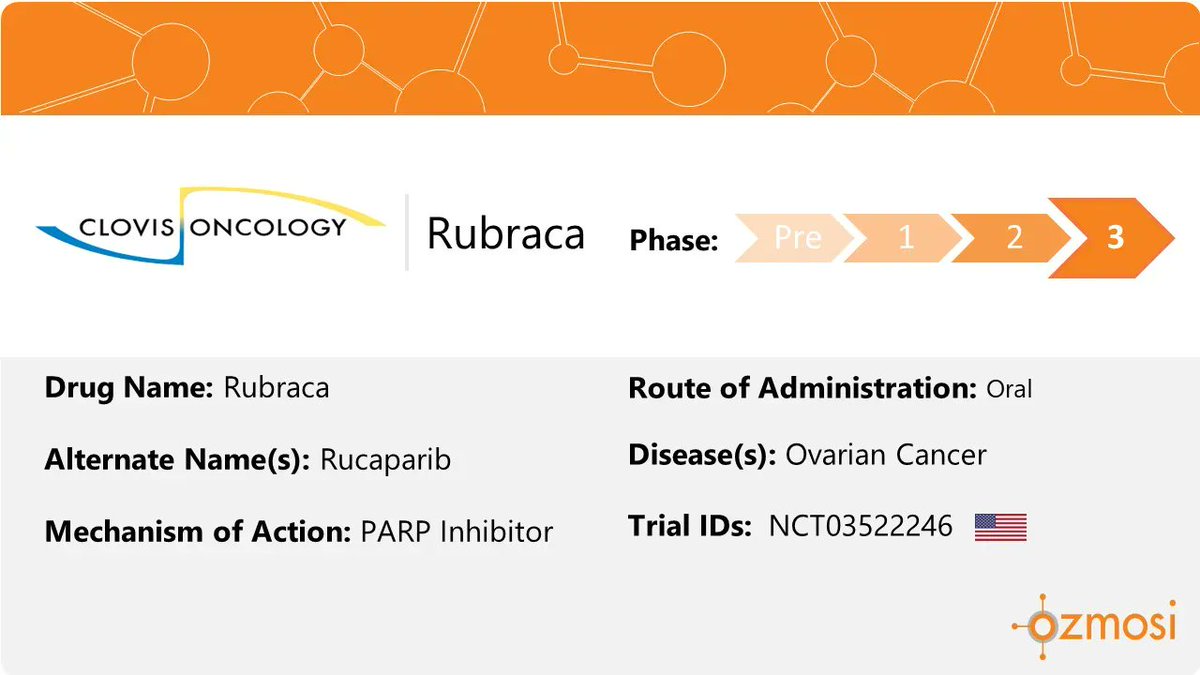 CLOVIS ONCOLOGY
Rubraca
Phase: Pre 1 2 3
Drug Name: Rubraca
Route of Administration: Oral
Alternate Name(s): Rucaparib
Disease(s): Ovarian Cancer
Mechanism of Action: PARP Inhibitor
Trial IDs: NCT03522246
ozmosi